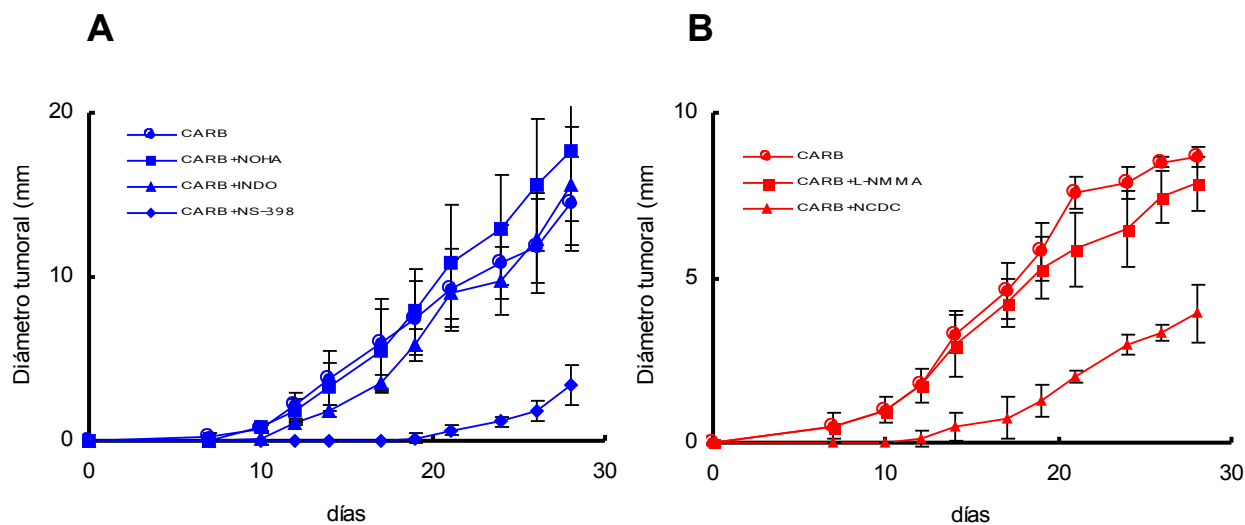 A
B
20
10
0
0
10
20
30
Diámetro tumoral (mm
días
CARB
CARB+NOHA
CARB+INDO
CARB+NS-398
10
5
0
0
10
20
30
Diámetro tumoral (mm
días
CARB
CARB+L-NMMA
CARB+NCDC